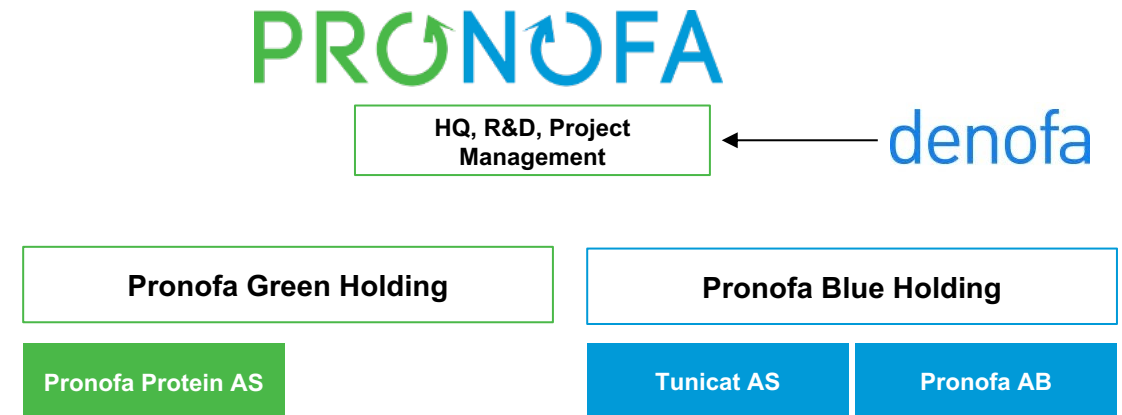 PRONOFA
HQ, R&D, Project
Management
denofa
Pronofa Green Holding
Pronofa Blue Holding
Pronofa Protein AS
Tunicat AS
Pronofa AB